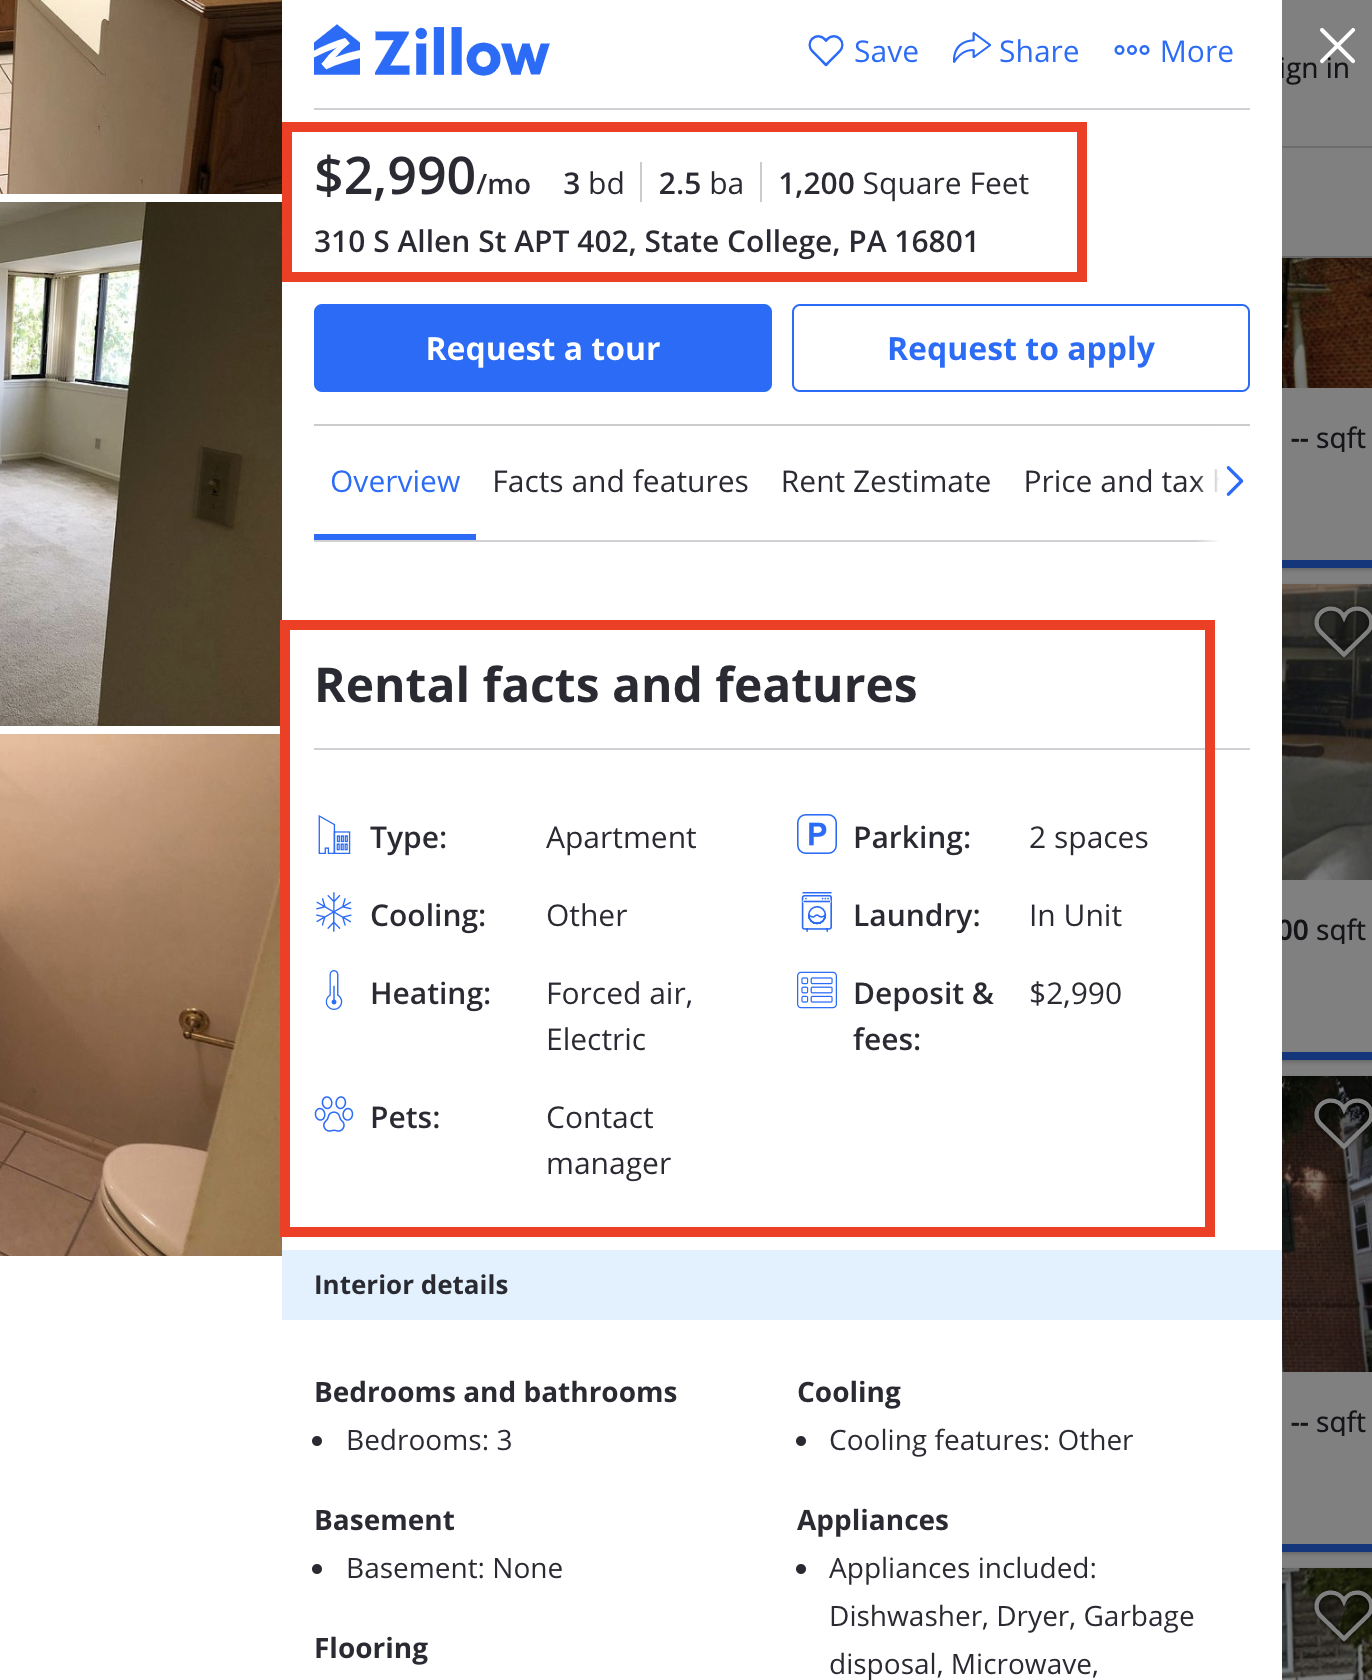 Zillow
Save
Share
More
ign in
$2,990/mo 3 bd 2.5 ba 1,200 Square Feet
310 S Allen St APT 402, State College, PA 16801
Request a tour
Request to apply
-- sqft
Overview
Facts and features
Rent Zestimate
Price and tax
Rental facts and features
Type: Apartment
P Parking: 2 spaces
Cooling: Other
Laundry: In Unit
00 sqft
Heating: Forced air,
Electric
Deposit & $2,990
fees:
Pets: Contact
manager
Interior details
Bedrooms and bathrooms
• Bedrooms: 3
Cooling
• Cooling features: Other
-- sqft
Basement
• Basement: None
Appliances
• Appliances included:
Dishwasher, Dryer, Garbage
disposal, Microwave,
Flooring